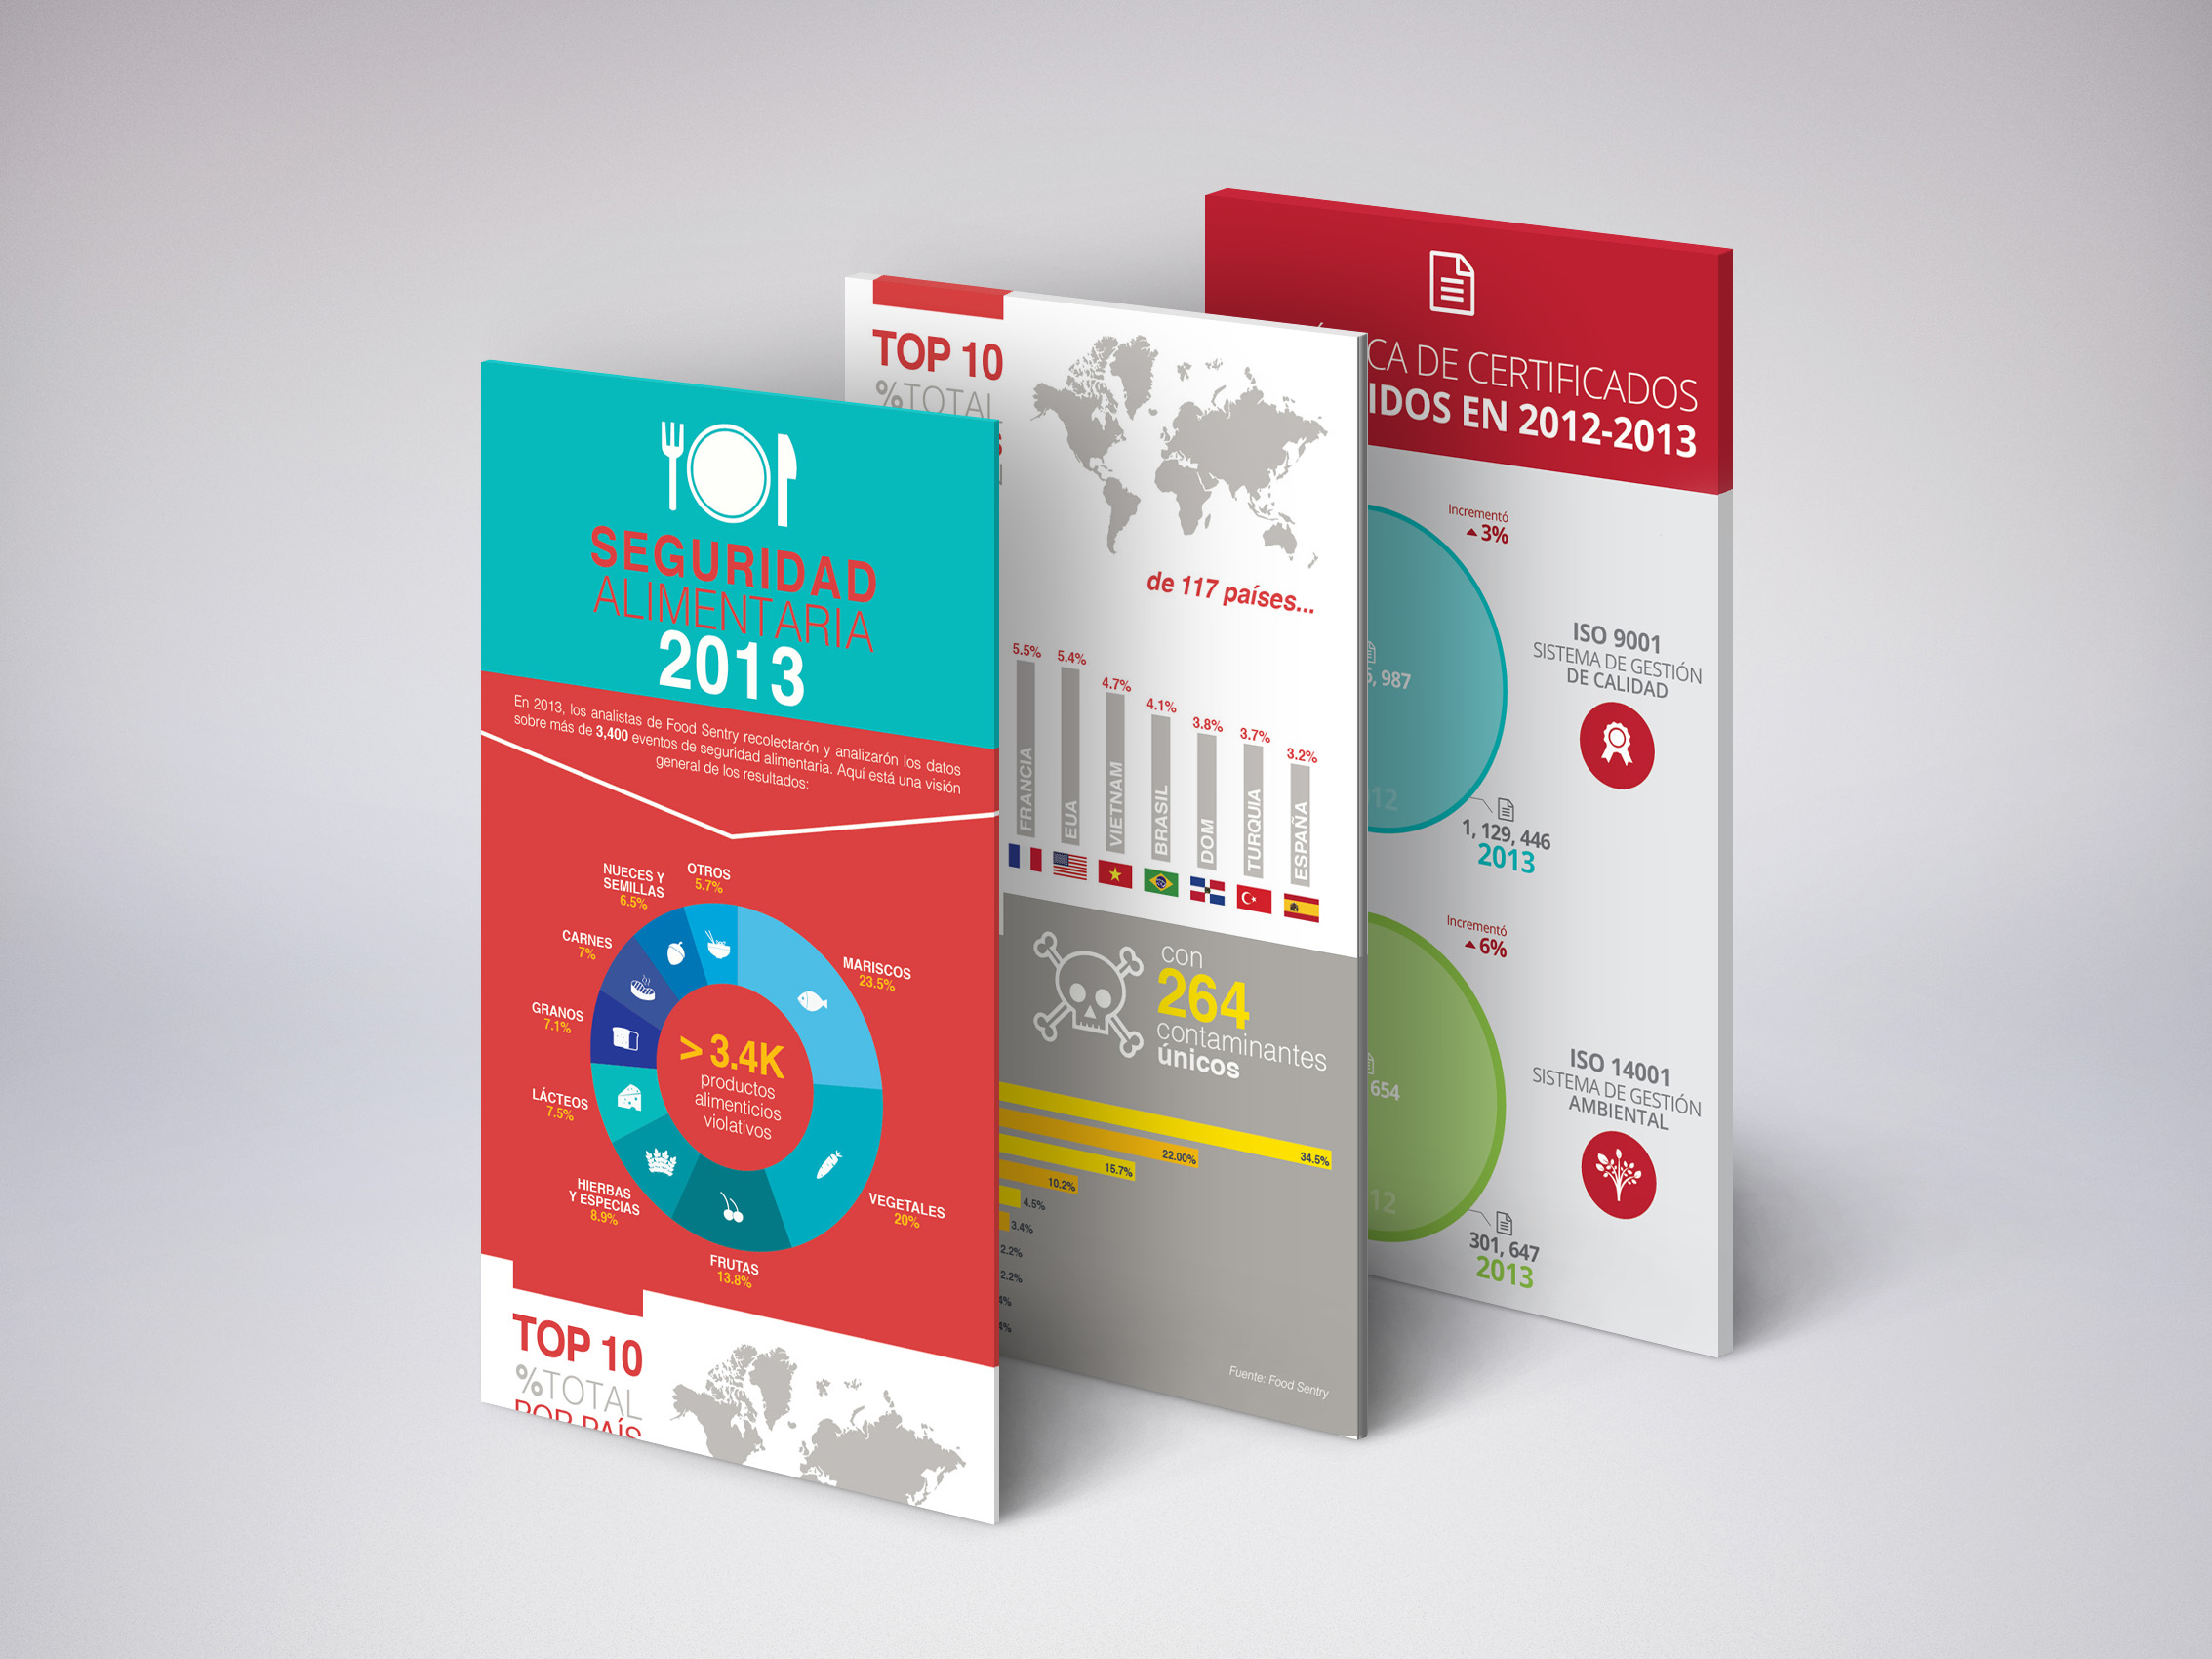 SEGURIDAD
ALIMENTARIA
2013
En 2013, los analistas de Food Sentry recolectarón y analizarón los datos
sobre más de 3,400 eventos de seguridad alimentaria. Aquí está una visión
general de los resultados:
OTROS
5.7%
NUECES Y
SEMILLAS
6.5%
CARNES
7%
GRANOS
7.1%
LÁCTEOS
7.5%
HIERBAS
Y ESPECIAS
8.9%
FRUTAS
13.8%
VEGETALES
20%
MARISCOS
23.5%
> 3.4K
productos
alimenticios
violativos
TOP 10
%TOTAL
POR PAÍS
TOP 10
%TOTAL
de 117 países...
5.5%
5.4%
4.7%
4.1%
3.8%
3.7%
3.2%
FRANCIA
EUA
VIETNAM
BRASIL
DOM
TURQUIA
ESPAÑA
con
264
contaminantes
únicos
34.5%
22.00%
15.7%
10.2%
4.5%
3.4%
2.2%
2.2%
4%
4%
Fuente: Food Sentry
CA DE CERTIFICADOS
IDOS EN 2012-2013
Incrementó
3%
, 987
12
ISO 9001
SISTEMA DE GESTIÓN
DE CALIDAD
1, 129, 446
2013
Incrementó
6%
654
12
ISO 14001
SISTEMA DE GESTIÓN
AMBIENTAL
301, 647
2013